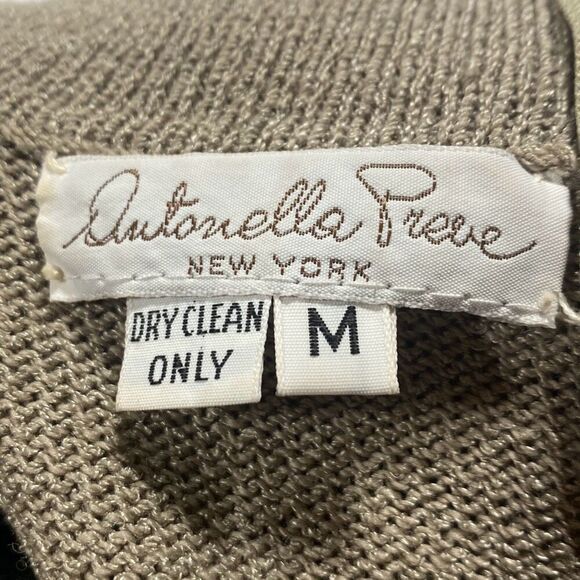 Antonella Preve
NEW YORK
DRY CLEAN
ONLY
M